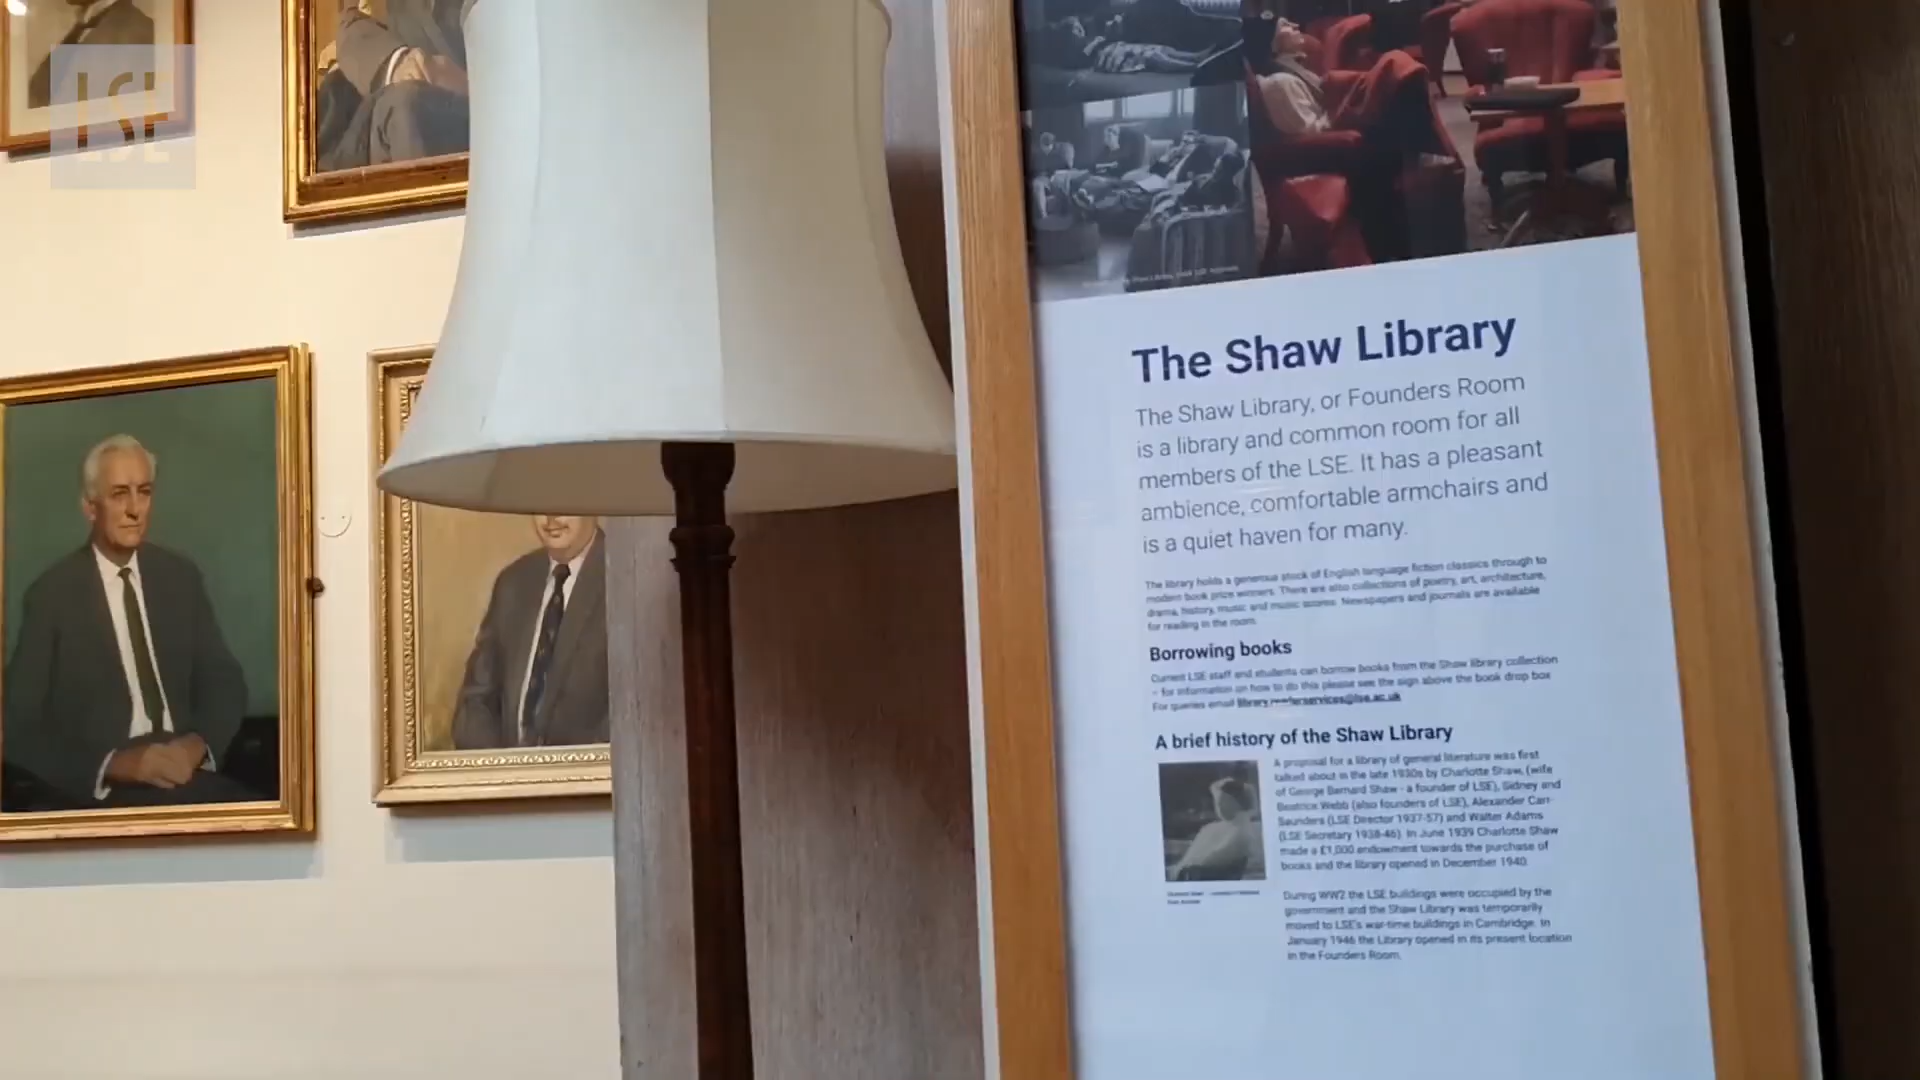 LSE
The Shaw Library
The Shaw Library, or Founders Room
is a library and common room for all
members of the LSE. It has a pleasant
ambience, comfortable armchairs and
is a quiet haven for many.
The library holds a generous stock of English language fiction classics through to
modern book prize winners. There are also collections of poetry, art, architecture,
drama, history, music and music scores. Newspapers and journals are available
for reading in the room.
Borrowing books
Current LSE staff and students can borrow books from the Shaw library collection
- for information on how to do this please see the sign above the book drop box
For queries email library.readerservices@lse.ac.uk
A brief history of the Shaw Library
A proposal for a library of general literature was first
talked about in the late 1930s by Charlotte Shaw, (wife
of George Bernard Shaw - a founder of LSE), Sidney and
Beatrice Webb (also founders of LSE), Alexander Carr-
Saunders (LSE Director 1937-57) and Walter Adams
(LSE Secretary 1938-46). In June 1939 Charlotte Shaw
made a £1,000 endowment towards the purchase of
books and the library opened in December 1940.
During WW2 the LSE buildings were occupied by the
government and the Shaw Library was temporarily
moved to LSE's war-time buildings in Cambridge. In
January 1946 the Library opened in its present location
in the Founders Room.